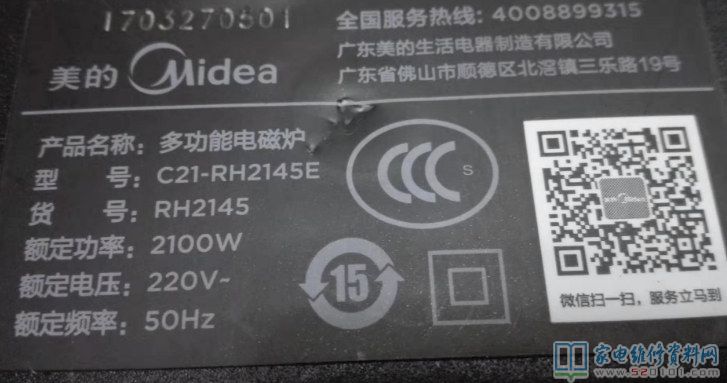 1703270501
全国服务热线: 4008899315
广东美的生活电器制造有限公司
美的 Midea
广东省佛山市顺德区北滘镇三乐路19号
产品名称: 多功能电磁炉
型 号: C21-RH2145E
货 号: RH2145
额定功率: 2100W
额定电压: 220V~
额定频率: 50Hz
CCC S
15
美的 Midea
微信扫一扫，服务立马到
家电维修资料网
www.520101.com